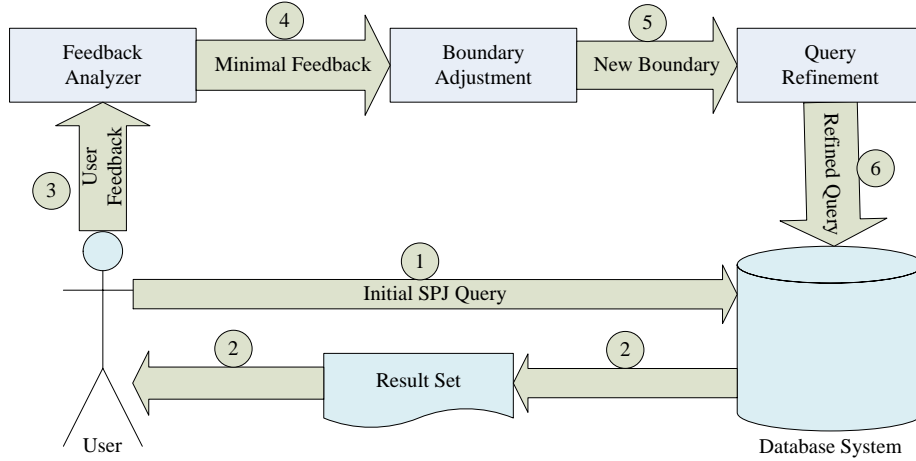 4
5
Feedback
Analyzer
Minimal Feedback
Boundary
Adjustment
New Boundary
Query
Refinement
3
User
Feedback
Refined Query
6
1
Initial SPJ Query
2
Result Set
2
User
Database System